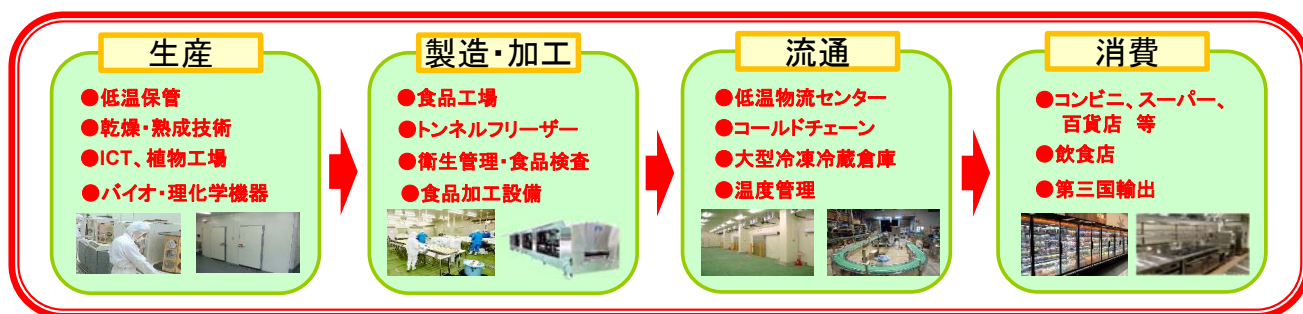 生産
●低温保管
●乾燥・熟成技術
●ICT、植物工場
●バイオ・理化学機器
製造・加工
●食品工場
●トンネルフリーザー
●衛生管理・食品検査
●食品加工設備
流通
●低温物流センター
●コールドチェーン
●大型冷凍冷蔵倉庫
●温度管理
消費
●コンビニ、スーパー、
百貨店 等
●飲食店
●第三国輸出